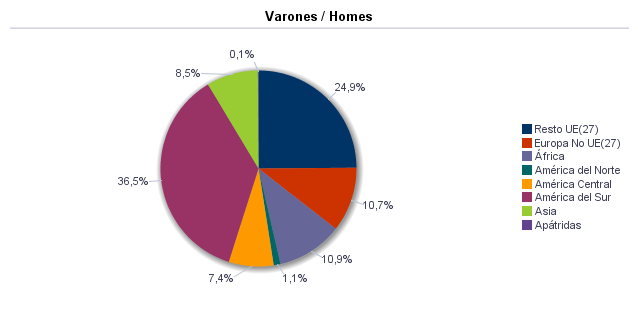 Varones / Homes
0,1%
8,5%
24,9%
36,5%
10,7%
10,9%
7,4%
1,1%
Resto UE(27)
Europa No UE(27)
África
América del Norte
América Central
América del Sur
Asia
Apátridas